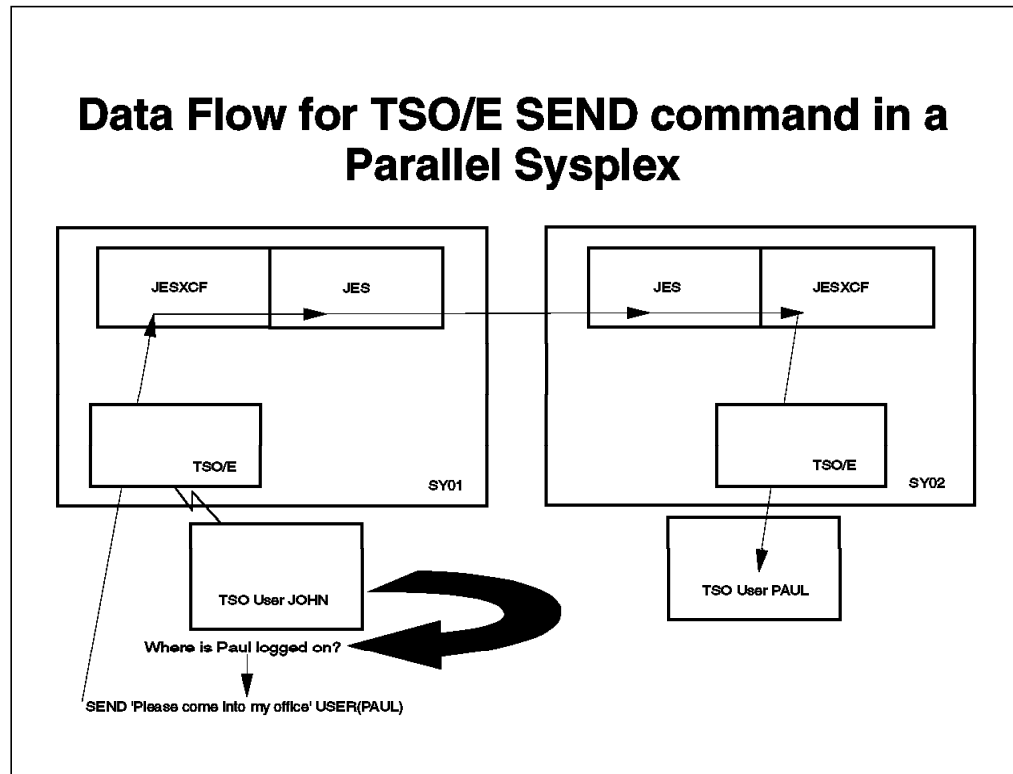 Data Flow for TSO/E SEND command in a
Parallel Sysplex
JESXCF
JES
TSO/E
SY01
JES
JESXCF
TSO/E
SY02
TSO User JOHN
TSO User PAUL
Where is Paul logged on?
SEND 'Please come into my office' USER(PAUL)